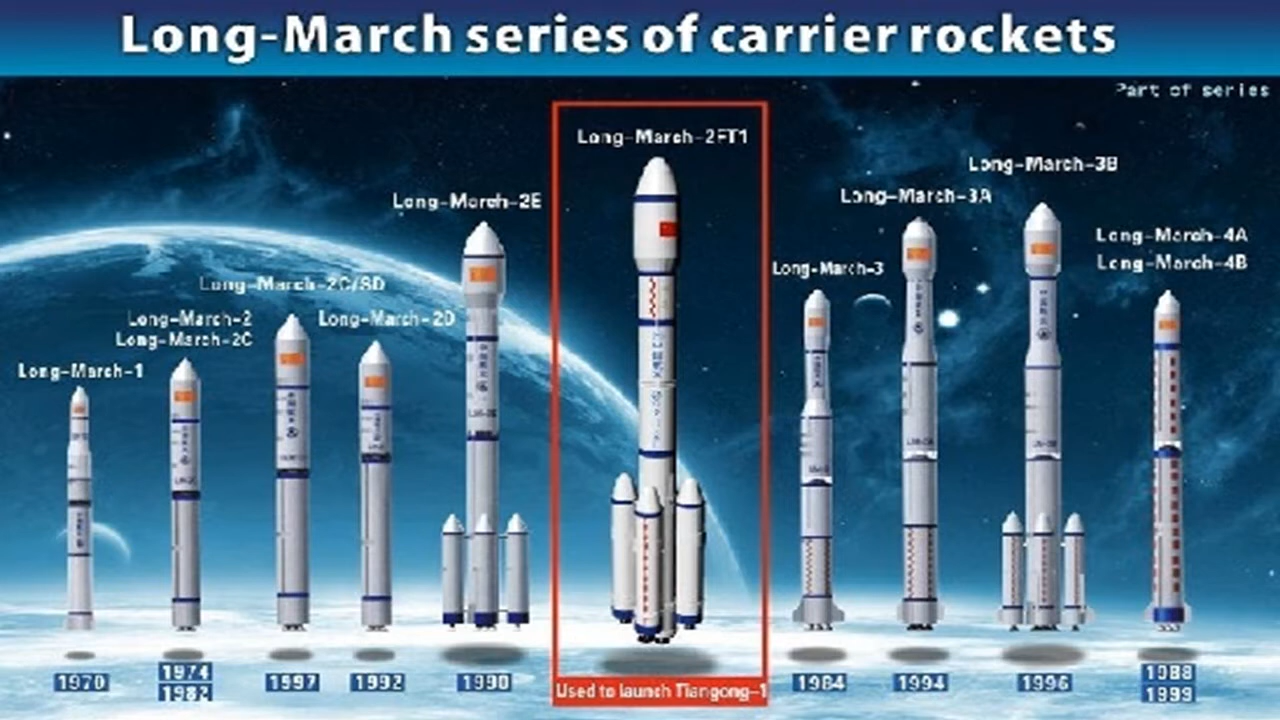 Long-March series of carrier rockets
Part of series
Long-March-2FT1
Long-March-3B
Long-March-2E
Long-March-3A
Long-March-4A
Long-March-4B
Long-March-3
Long-March-2C/SD
Long-March-2
Long-March-2D
Long-March-2C
Long-March-1
1970
1974
1982
1997
1992
1990
Used to launch Tiangong-1
1984
1994
1996
1988
1999